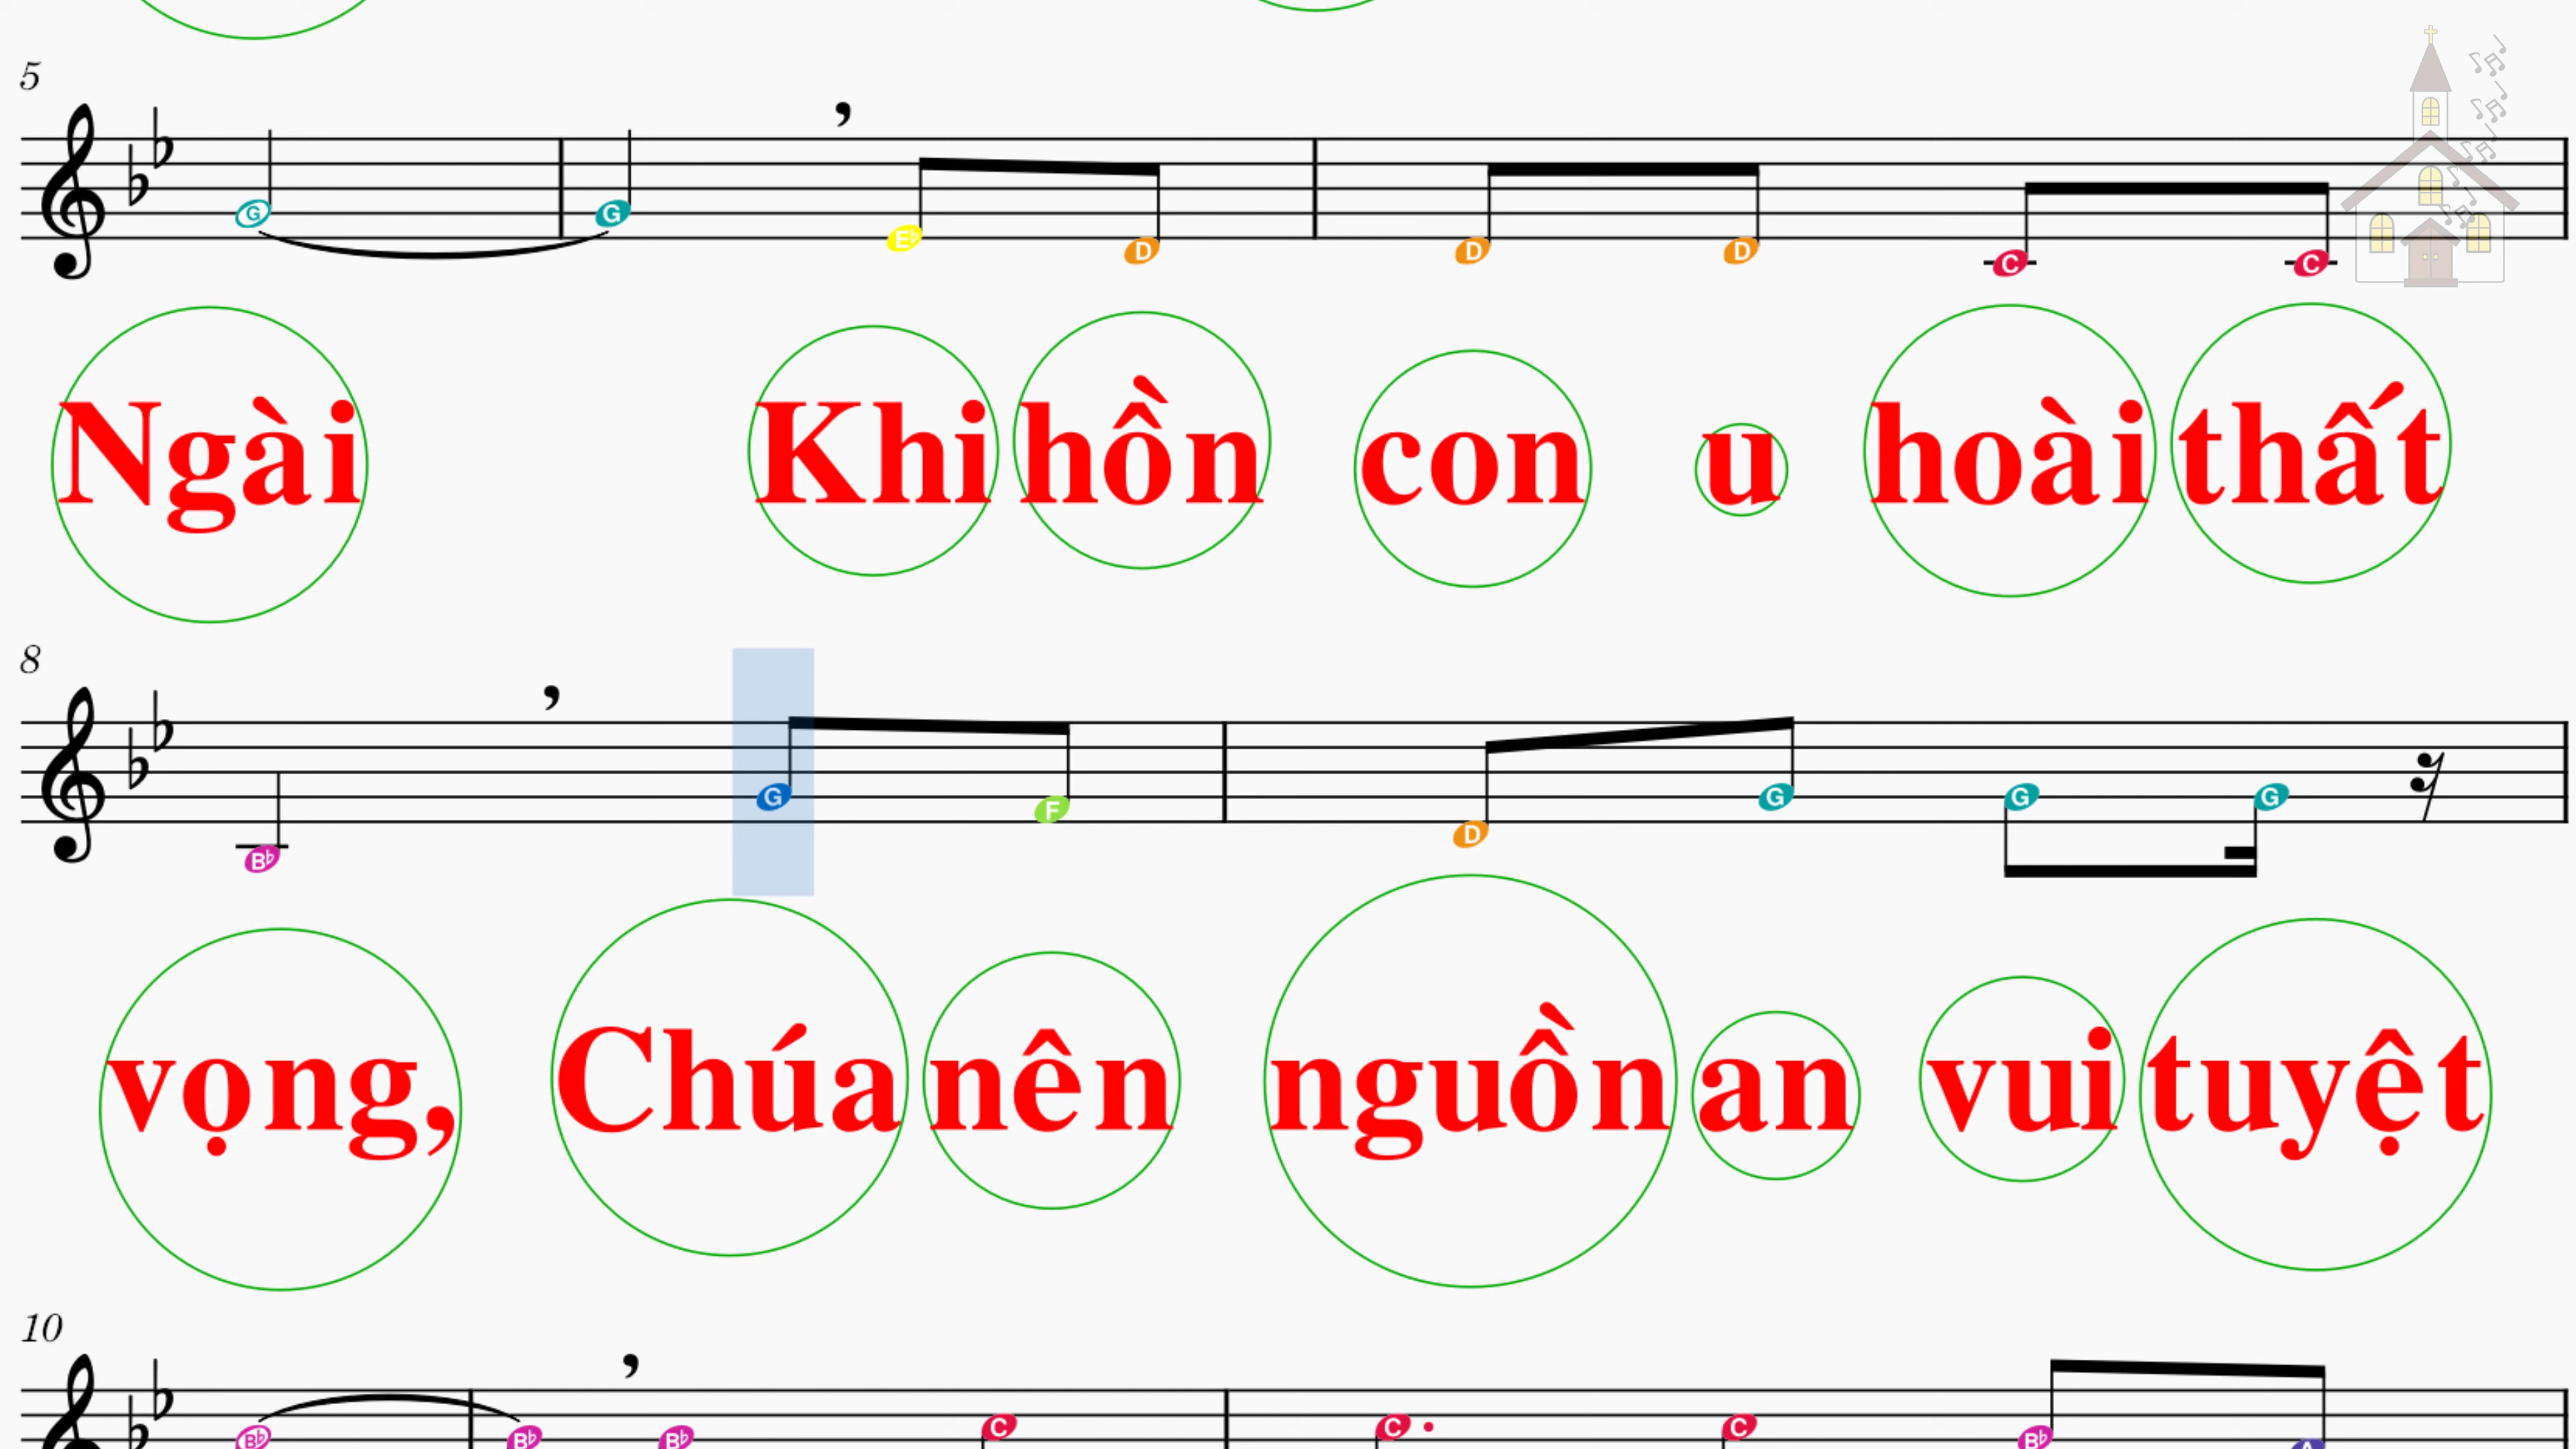 5
G G E♭ D D D C C
Ngài Khi hồn con u hoài thất
8
B♭ G F D G G G
vọng, Chúa nên nguồn an vui tuyệt
10
B♭ B♭ B♭ C C C B♭ A